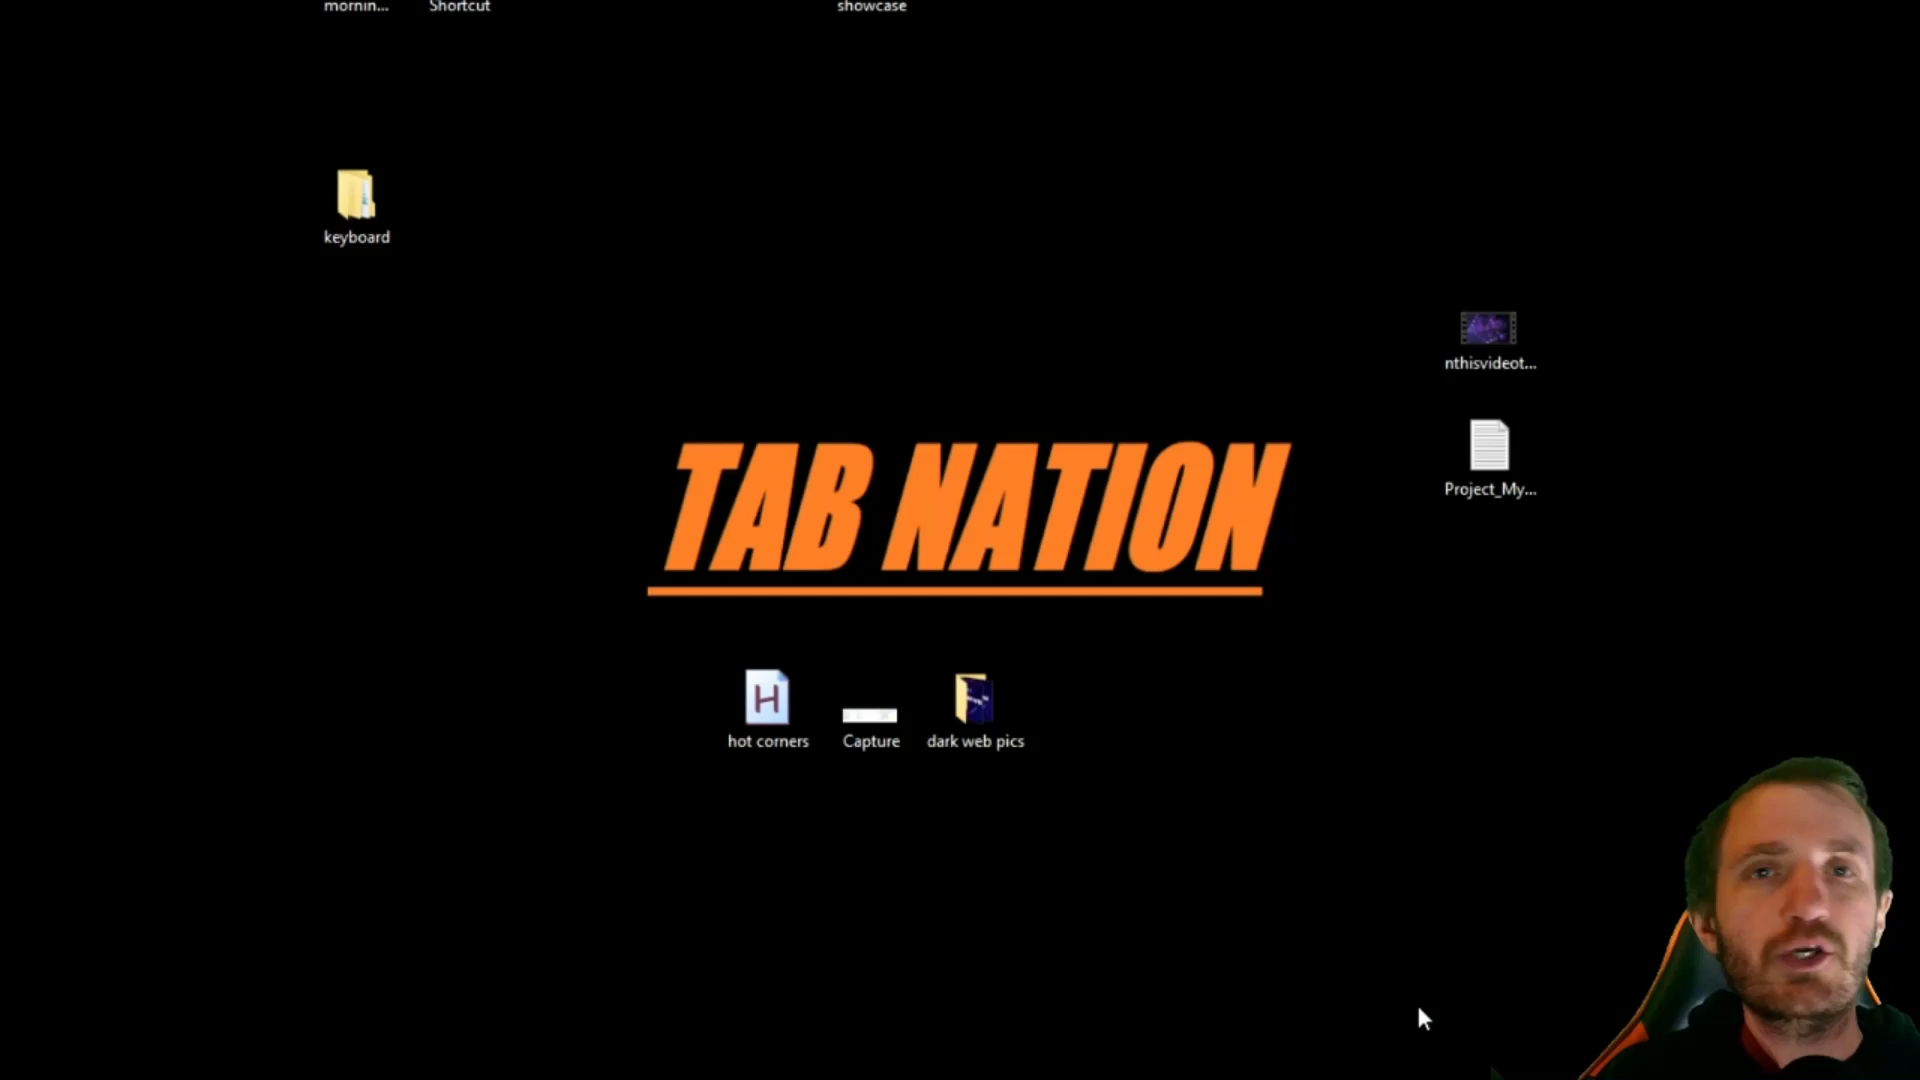 mornin...
Shortcut
showcase
keyboard
nthisvideot...
Project_My...
TAB NATION
H
hot corners
Capture
dark web pics